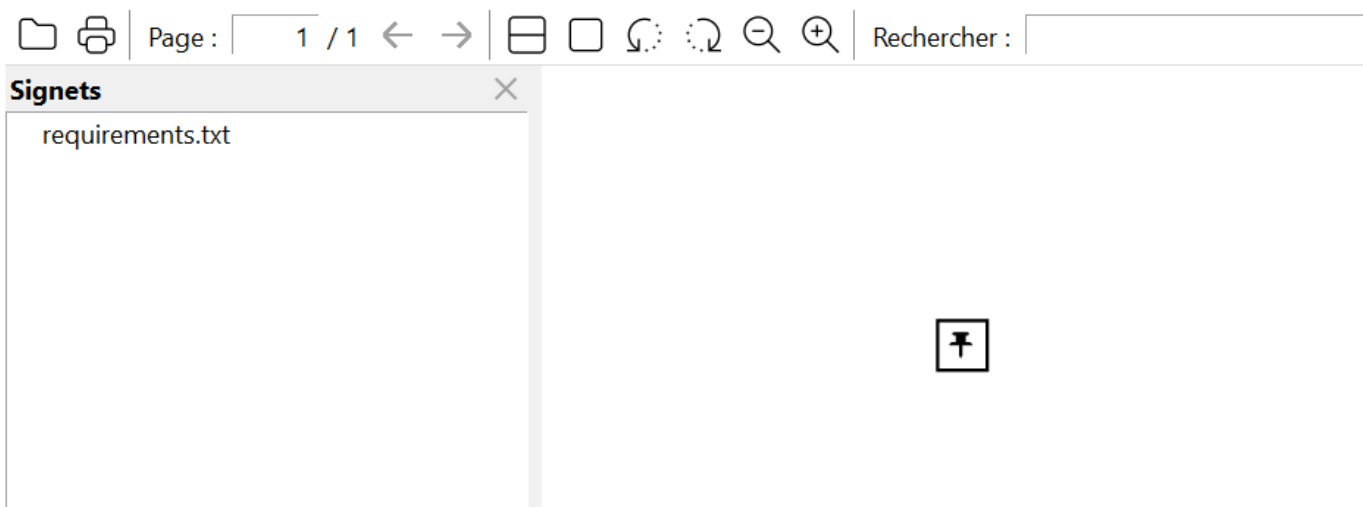 Page : 1 / 1 Rechercher :
Signets
requirements.txt